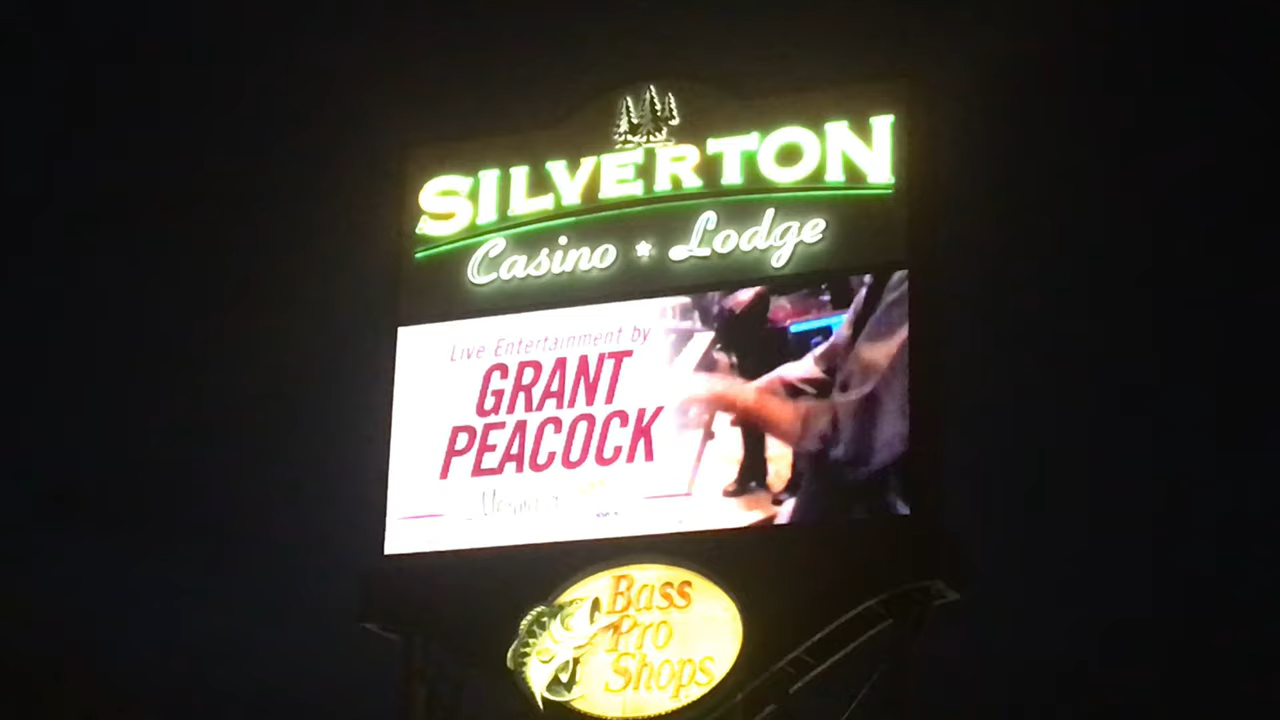 SILVERTON
Casino ★ Lodge
Live Entertainment by
GRANT
PEACOCK
Bass
Pro
Shops